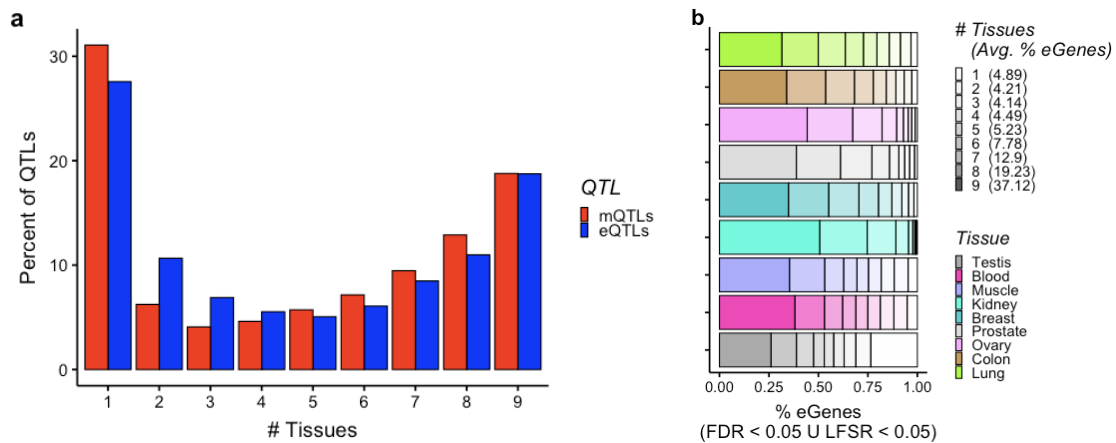 a
Percent of QTLs
30
20
10
0
1 2 3 4 5 6 7 8 9
# Tissues
QTL
mQTLs
eQTLs
b
0.00 0.25 0.50 0.75 1.00
% eGenes
(FDR < 0.05 U LFSR < 0.05)
# Tissues
(Avg. % eGenes)
1 (4.89)
2 (4.21)
3 (4.14)
4 (4.49)
5 (5.23)
6 (7.78)
7 (12.9)
8 (19.23)
9 (37.12)
Tissue
Testis
Blood
Muscle
Kidney
Breast
Prostate
Ovary
Colon
Lung